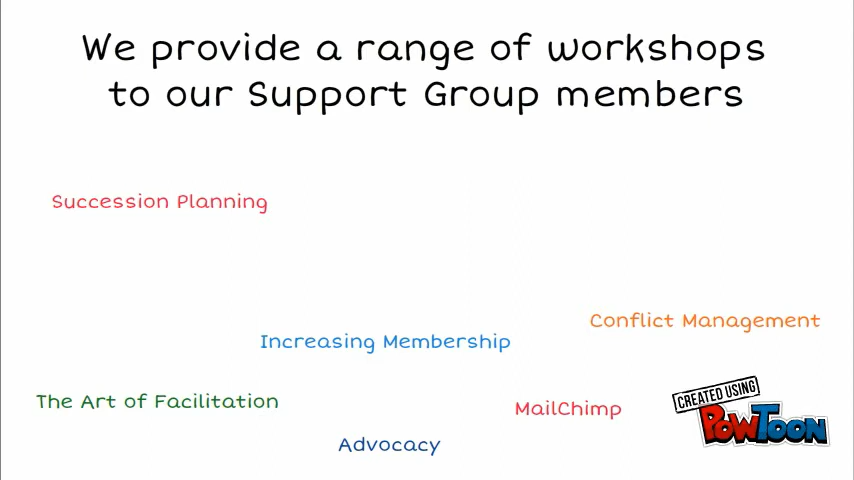 We provide a range of workshops
to our Support Group members
Succession Planning
Conflict Management
Increasing Membership
The Art of Facilitation
MailChimp
Advocacy
CREATED USING
POWTOON